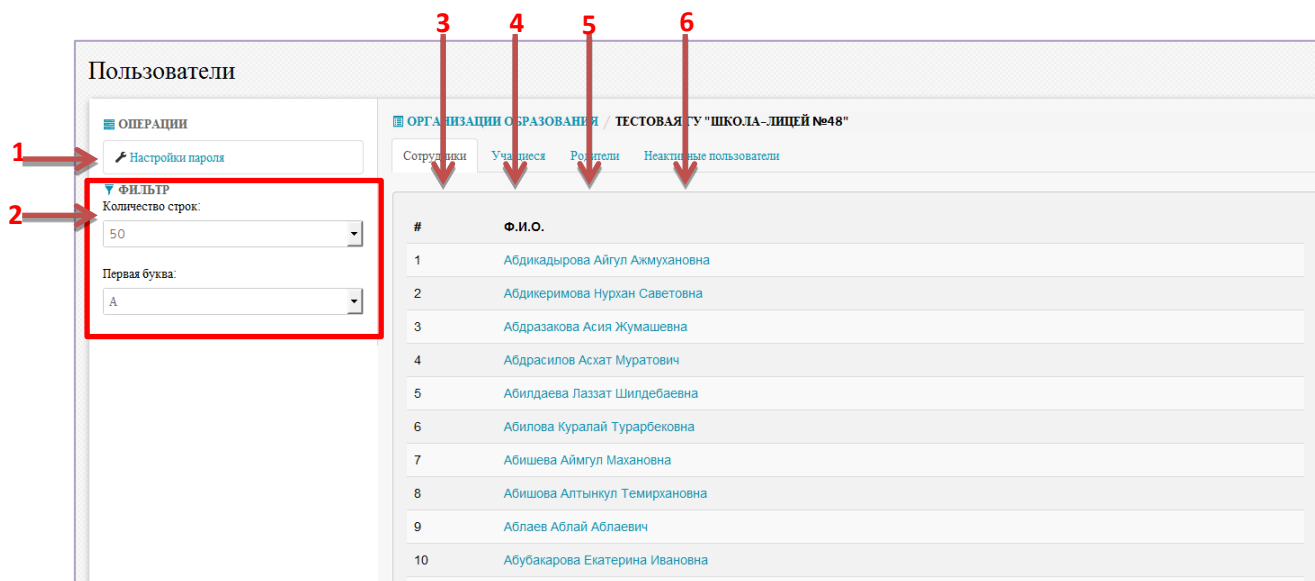 3 4 5 6
Пользователи
ОПЕРАЦИИ
ОРГАНИЗАЦИИ ОБРАЗОВАНИЯ / ТЕСТОВАЯ ГУ "ШКОЛА-ЛИЦЕЙ №48"
1
Настройки пароля
Сотрудники Учащиеся Родители Неактивные пользователи
ФИЛЬТР
2
Количество строк:
50
# Ф.И.О.
1 Абдикадырова Айгул Ажмухановна
Первая буква:
2 Абдикеримова Нурхан Саветовна
А
3 Абдразакова Асия Жумашевна
4 Абдрасилов Асхат Муратович
5 Абилдаева Лаззат Шилдебаевна
6 Абилова Куралай Турарбековна
7 Абишева Аймгул Махановна
8 Абишова Алтынкул Темирхановна
9 Аблаев Аблай Аблаевич
10 Абубакарова Екатерина Ивановна